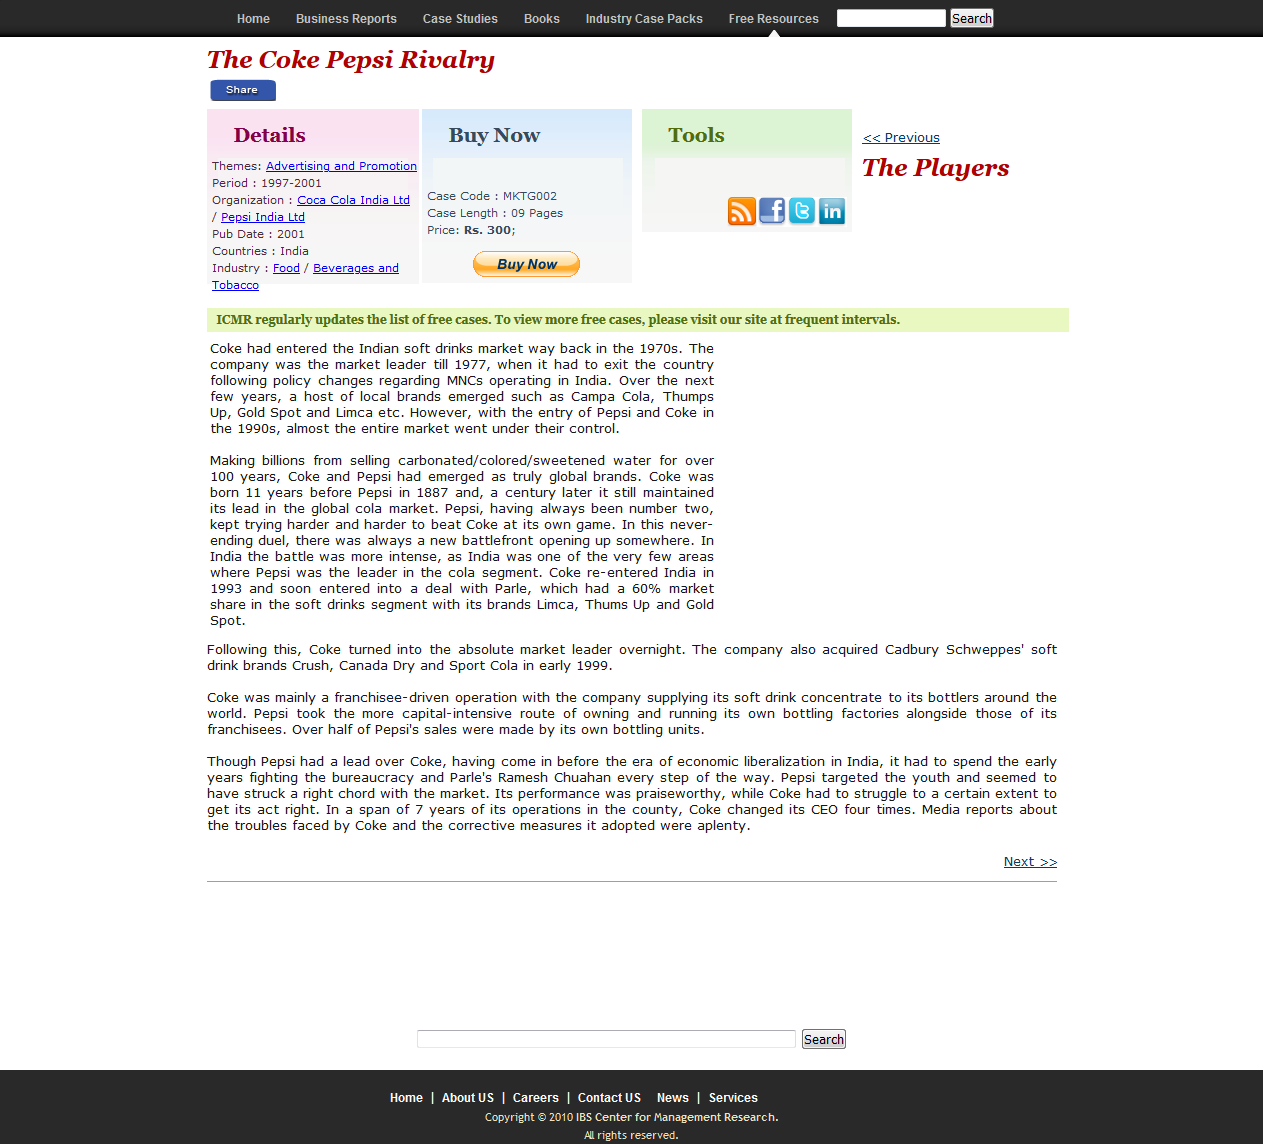 Home Business Reports Case Studies Books Industry Case Packs Free Resources Search
The Coke Pepsi Rivalry
Share
Details
Themes: Advertising and Promotion
Period : 1997-2001
Organization : Coca Cola India Ltd
/ Pepsi India Ltd
Pub Date : 2001
Countries : India
Industry : Food / Beverages and
Tobacco
Buy Now
Case Code : MKTG002
Case Length : 09 Pages
Price: Rs. 300;
Buy Now
Tools
in
<< Previous
The Players
ICMR regularly updates the list of free cases. To view more free cases, please visit our site at frequent intervals.
Coke had entered the Indian soft drinks market way back in the 1970s. The
company was the market leader till 1977, when it had to exit the country
following policy changes regarding MNCs operating in India. Over the next
few years, a host of local brands emerged such as Campa Cola, Thumps
Up, Gold Spot and Limca etc. However, with the entry of Pepsi and Coke in
the 1990s, almost the entire market went under their control.
Making billions from selling carbonated/colored/sweetened water for over
100 years, Coke and Pepsi had emerged as truly global brands. Coke was
born 11 years before Pepsi in 1887 and, a century later it still maintained
its lead in the global cola market. Pepsi, having always been number two,
kept trying harder and harder to beat Coke at its own game. In this never-
ending duel, there was always a new battlefront opening up somewhere. In
India the battle was more intense, as India was one of the very few areas
where Pepsi was the leader in the cola segment. Coke re-entered India in
1993 and soon entered into a deal with Parle, which had a 60% market
share in the soft drinks segment with its brands Limca, Thums Up and Gold
Spot.
Following this, Coke turned into the absolute market leader overnight. The company also acquired Cadbury Schweppes' soft
drink brands Crush, Canada Dry and Sport Cola in early 1999.
Coke was mainly a franchisee-driven operation with the company supplying its soft drink concentrate to its bottlers around the
world. Pepsi took the more capital-intensive route of owning and running its own bottling factories alongside those of its
franchisees. Over half of Pepsi's sales were made by its own bottling units.
Though Pepsi had a lead over Coke, having come in before the era of economic liberalization in India, it had to spend the early
years fighting the bureaucracy and Parle's Ramesh Chuahan every step of the way. Pepsi targeted the youth and seemed to
have struck a right chord with the market. Its performance was praiseworthy, while Coke had to struggle to a certain extent to
get its act right. In a span of 7 years of its operations in the county, Coke changed its CEO four times. Media reports about
the troubles faced by Coke and the corrective measures it adopted were aplenty.
Next >>
Search
Home | About US | Careers | Contact US News | Services
Copyright © 2010 IBS Center for Management Research.
All rights reserved.